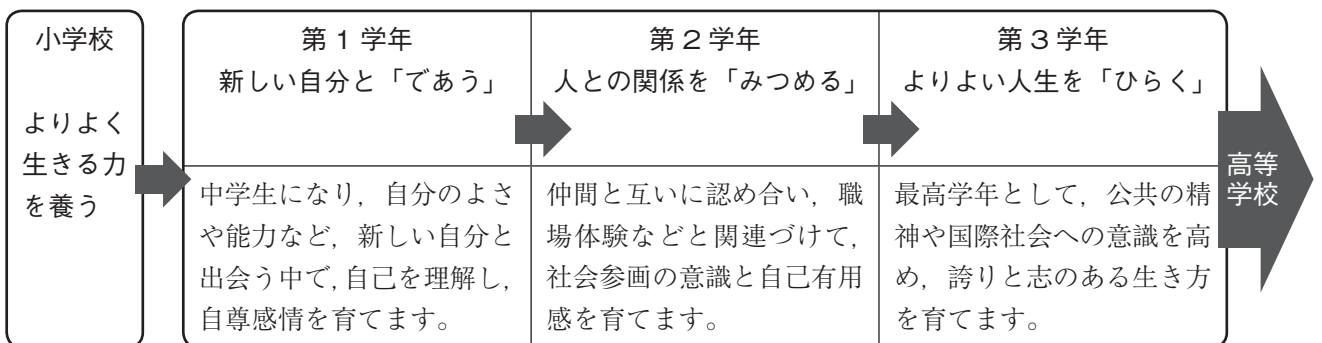 小学校
よりよく
生きる力
を養う
第1学年
新しい自分と「であう」
中学生になり，自分のよさ
や能力など，新しい自分と
出会う中で，自己を理解し，
自尊感情を育てます。
第2学年
人との関係を「みつめる」
仲間と互いに認め合い，職
場体験などと関連づけて，
社会参画の意識と自己有用
感を育てます。
第3学年
よりよい人生を「ひらく」
最高学年として，公共の精
神や国際社会への意識を高
め，誇りと志のある生き方
を育てます。
高等
学校